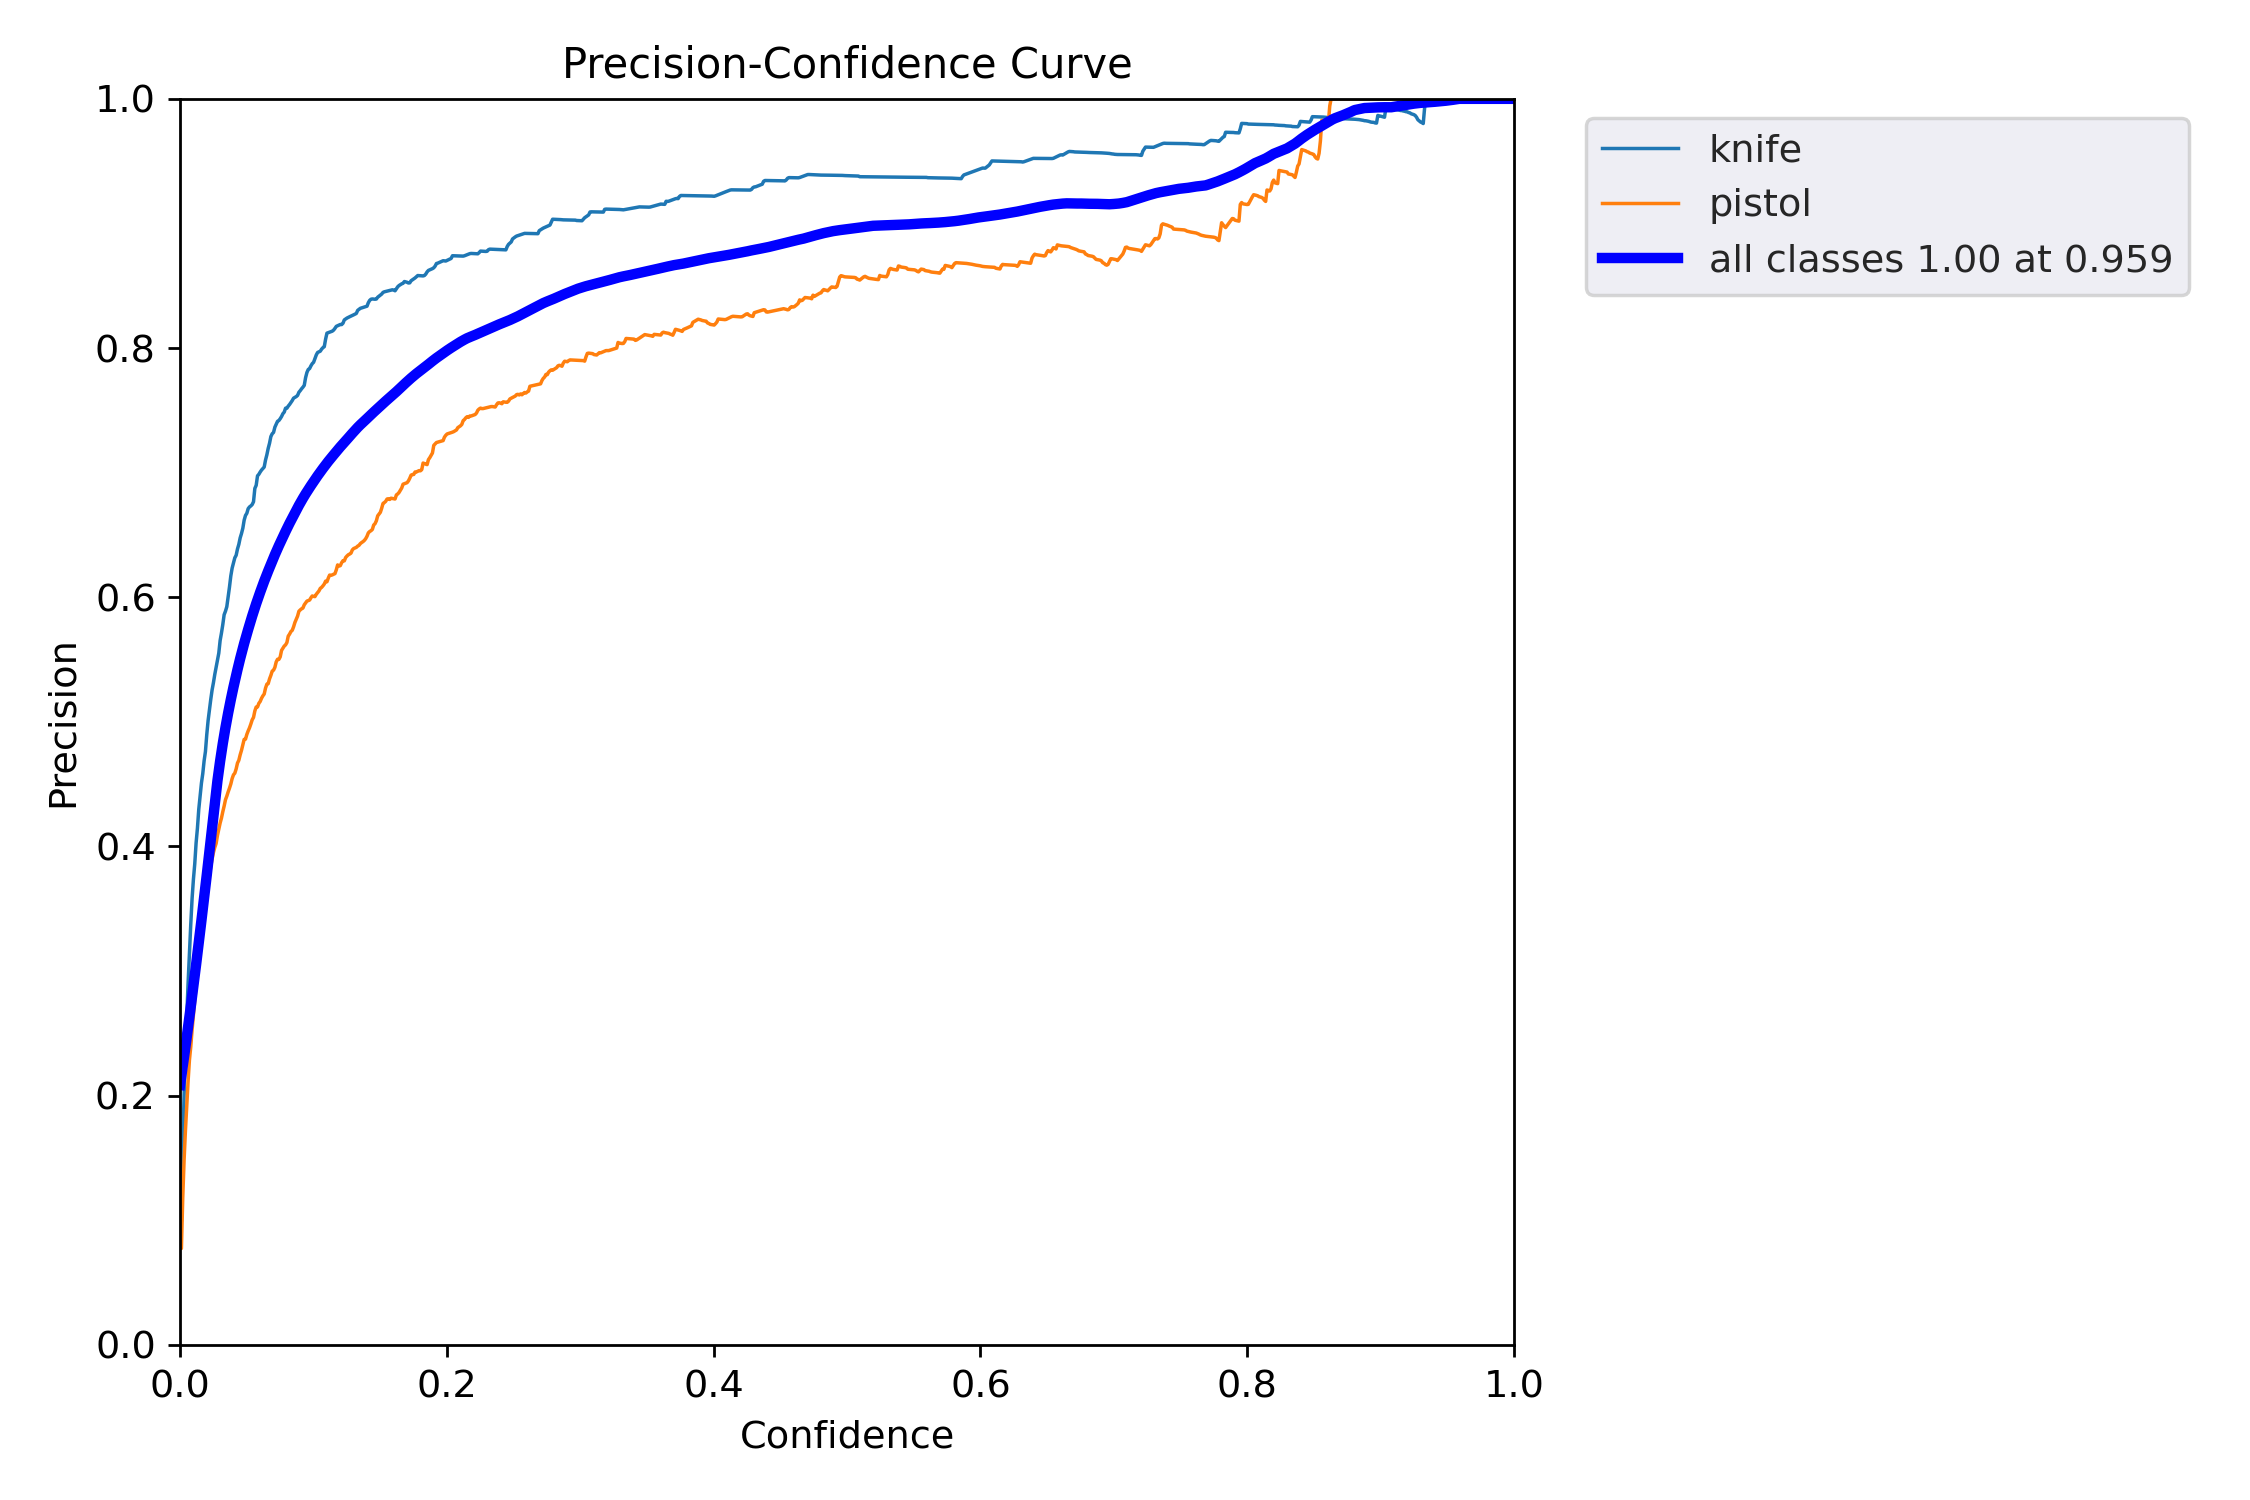 Precision-Confidence Curve
1.0
0.8
0.6
0.4
0.2
0.0
Precision
0.0 0.2 0.4 0.6 0.8 1.0
Confidence
knife
pistol
all classes 1.00 at 0.959